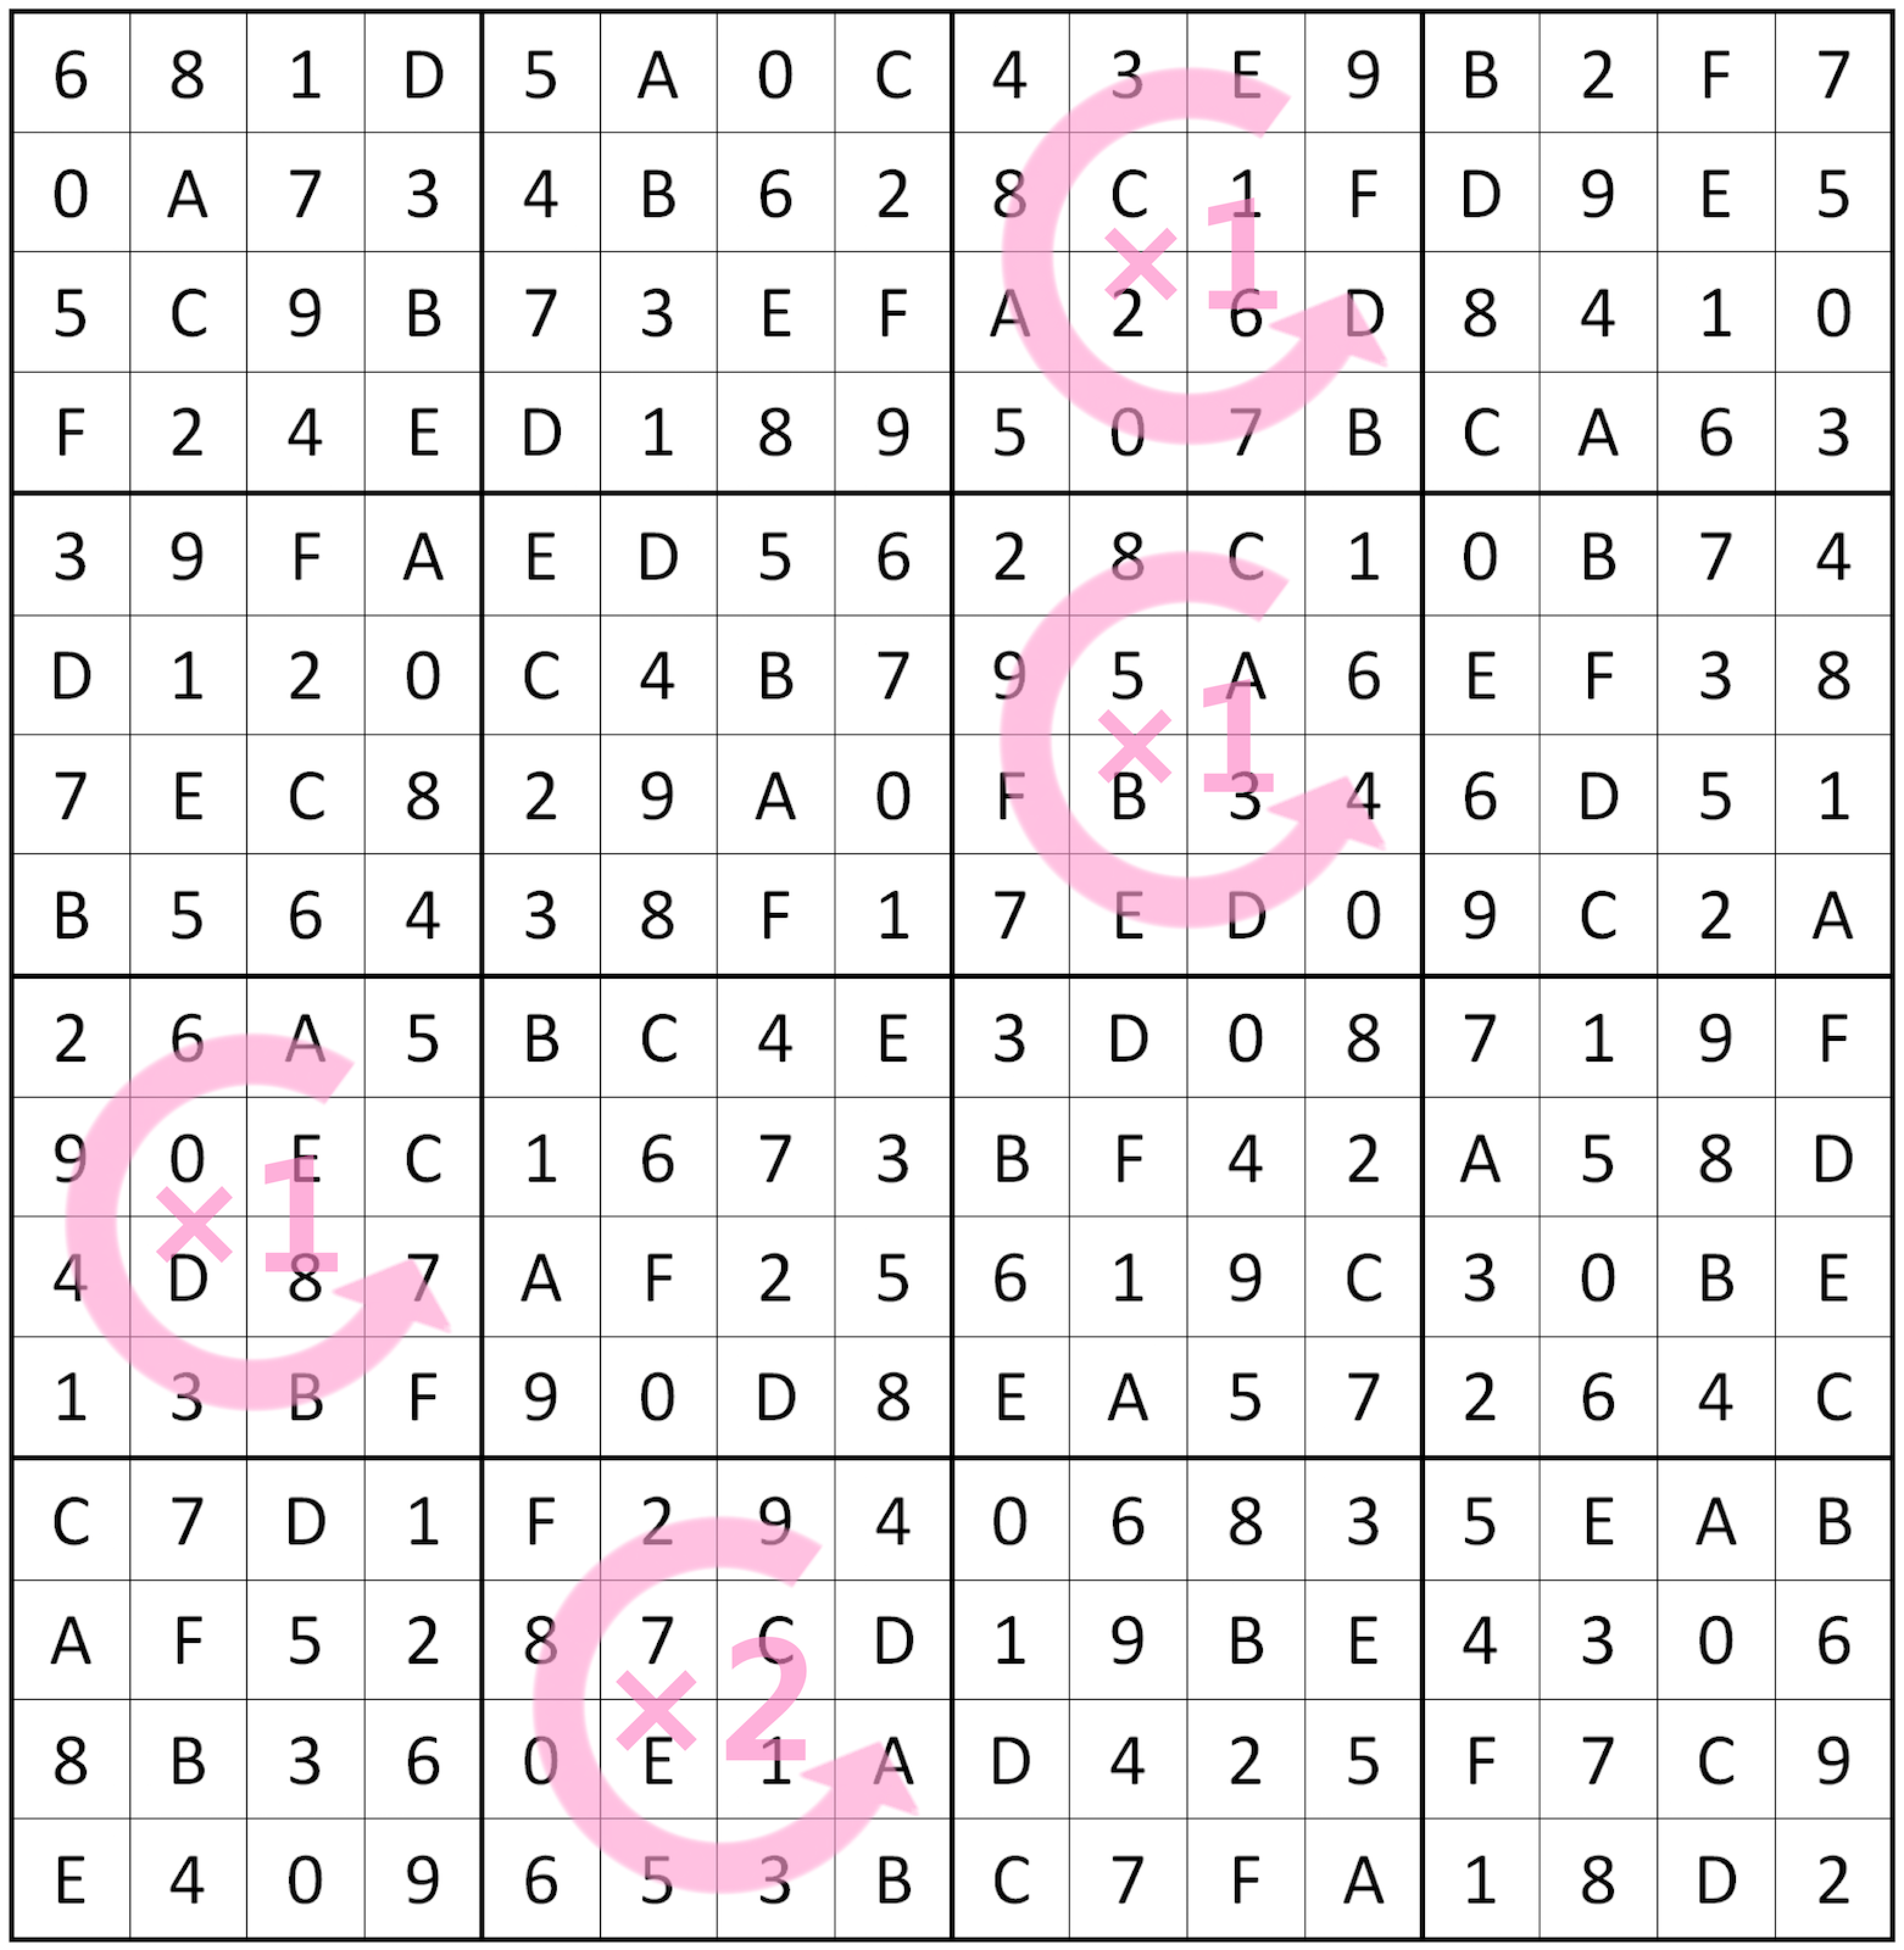 6 8 1 D 5 A 0 C 4 3 E 9 B 2 F 7
0 A 7 3 4 B 6 2 8 C 1 F D 9 E 5
×1
5 C 9 B 7 3 E F A 2 6 D 8 4 1 0
F 2 4 E D 1 8 9 5 0 7 B C A 6 3
3 9 F A E D 5 6 2 8 C 1 0 B 7 4
D 1 2 0 C 4 B 7 9 5 A 6 E F 3 8
×1
7 E C 8 2 9 A 0 F B 3 4 6 D 5 1
B 5 6 4 3 8 F 1 7 E D 0 9 C 2 A
2 6 A 5 B C 4 E 3 D 0 8 7 1 9 F
9 0 E C 1 6 7 3 B F 4 2 A 5 8 D
×1
4 D 8 7 A F 2 5 6 1 9 C 3 0 B E
1 3 B F 9 0 D 8 E A 5 7 2 6 4 C
C 7 D 1 F 2 9 4 0 6 8 3 5 E A B
A F 5 2 8 7 C D 1 9 B E 4 3 0 6
×2
8 B 3 6 0 E 1 A D 4 2 5 F 7 C 9
E 4 0 9 6 5 3 B C 7 F A 1 8 D 2